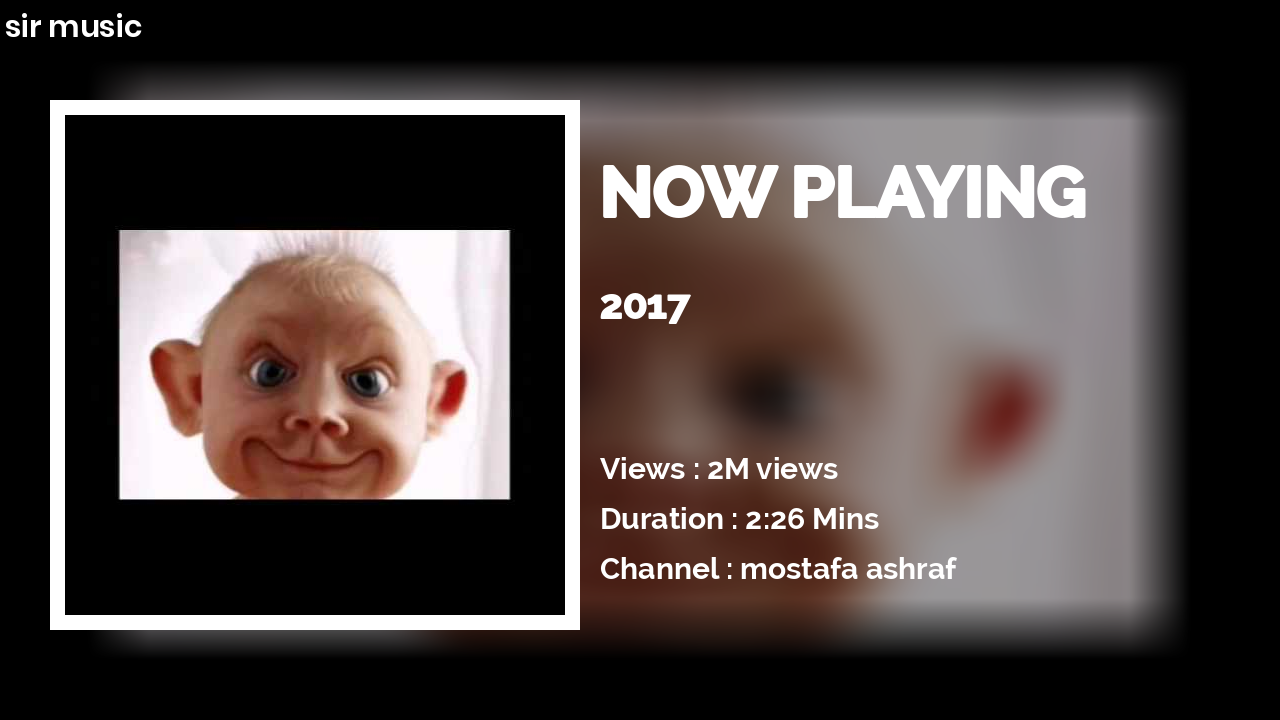 sir music
NOW PLAYING
2017
Views : 2M views
Duration : 2:26 Mins
Channel : mostafa ashraf